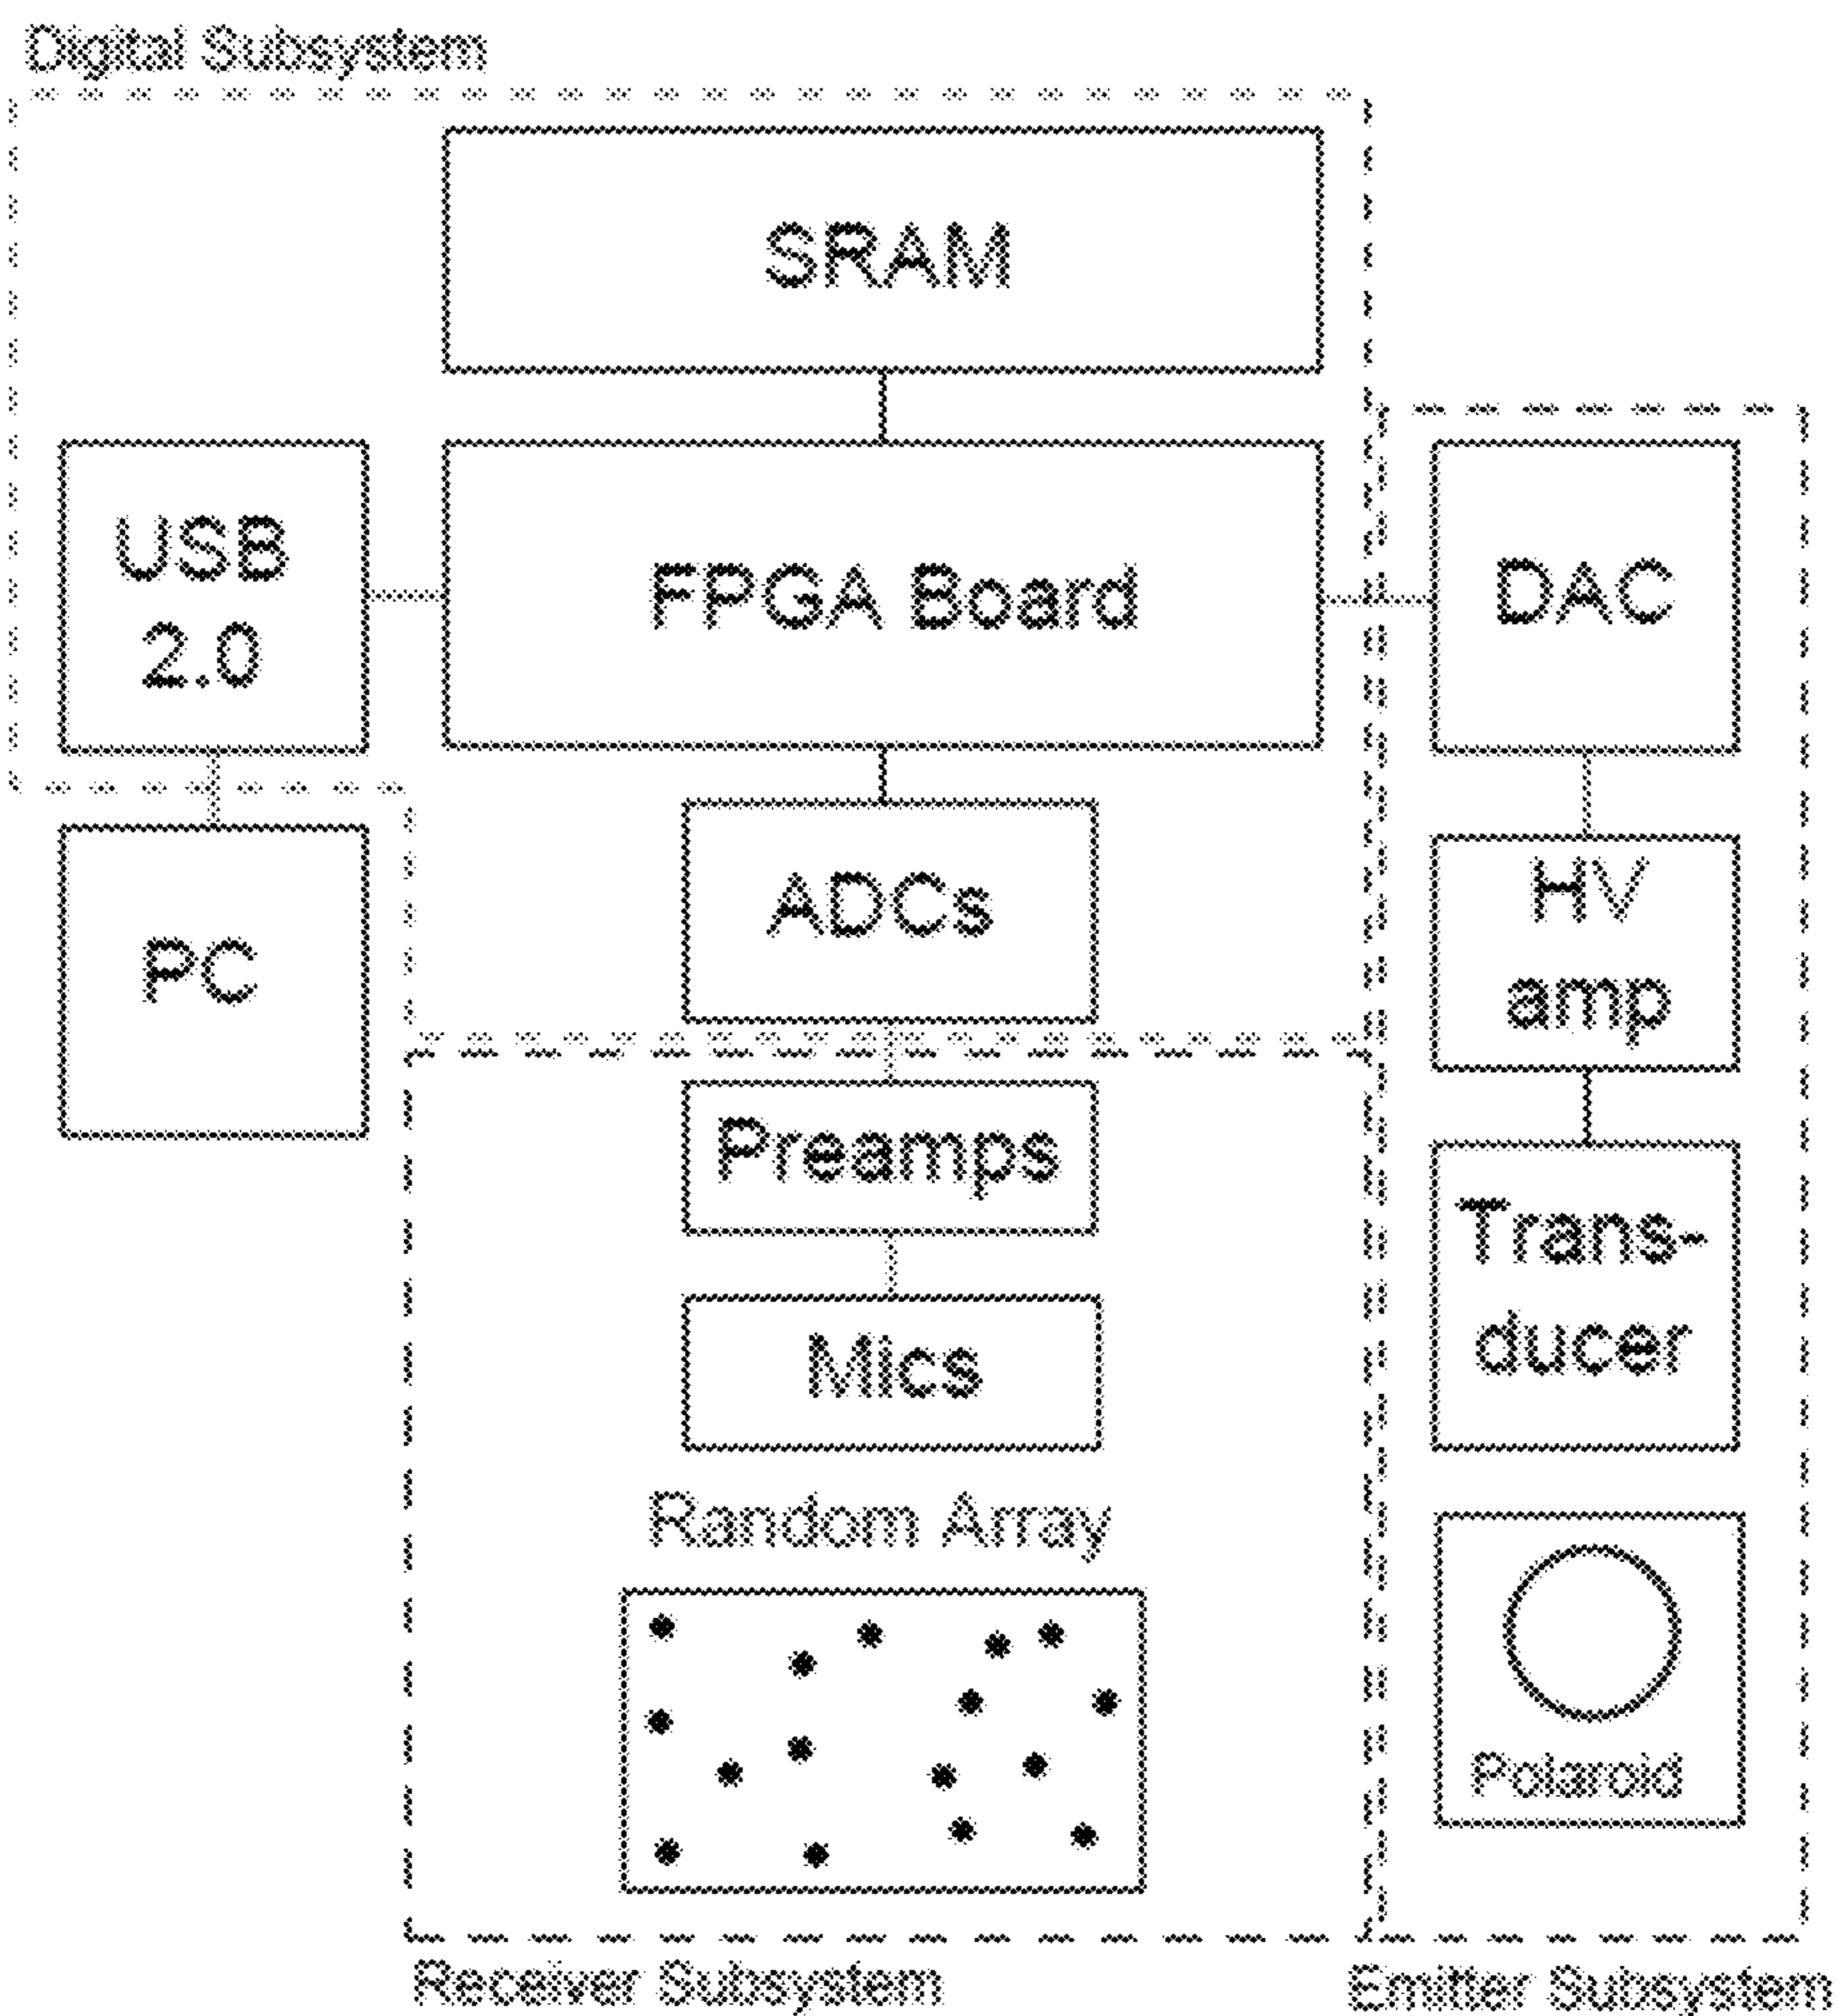 Digital Subsystem
SRAM
USB
2.0
FPGA Board
DAC
PC
ADCs
HV
amp
Preamps
Trans-
ducer
Mics
Random Array
Polaroid
Receiver Subsystem
Emitter Subsystem